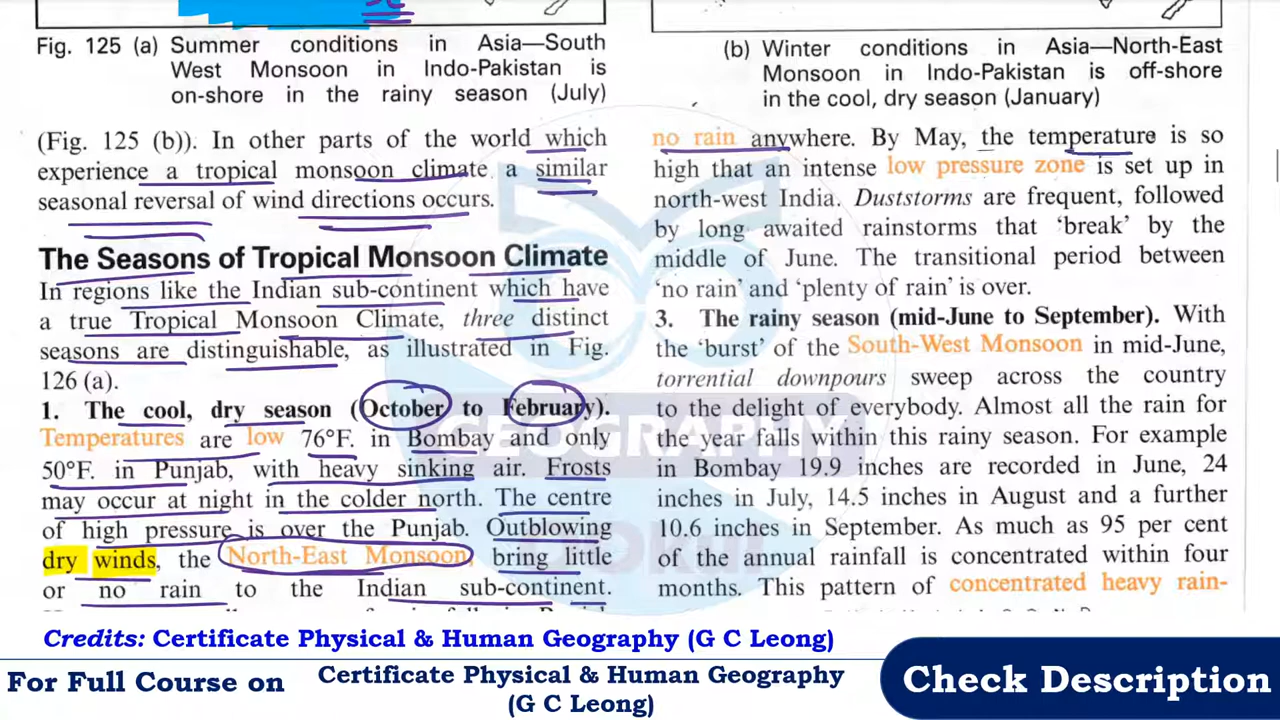 Fig. 125 (a) Summer conditions in Asia—South
West Monsoon in Indo-Pakistan is
on-shore in the rainy season (July)
(Fig. 125 (b)). In other parts of the world which
experience a tropical monsoon climate a similar
seasonal reversal of wind directions occurs.
The Seasons of Tropical Monsoon Climate
In regions like the Indian sub-continent which have
a true Tropical Monsoon Climate, three distinct
seasons are distinguishable, as illustrated in Fig.
126 (a).
1. The cool, dry season (October to February).
Temperatures are low 76°F. in Bombay and only
50°F. in Punjab, with heavy sinking air. Frosts
may occur at night in the colder north. The centre
of high pressure is over the Punjab. Outblowing
dry winds, the North-East Monsoon, bring little
or no rain to the Indian sub-continent.
(b) Winter conditions in Asia—North-East
Monsoon in Indo-Pakistan is off-shore
in the cool, dry season (January)
no rain anywhere. By May, the temperature is so
high that an intense low pressure zone is set up in
north-west India. Duststorms are frequent, followed
by long awaited rainstorms that ‘break’ by the
middle of June. The transitional period between
‘no rain’ and ‘plenty of rain’ is over.
3. The rainy season (mid-June to September). With
the ‘burst’ of the South-West Monsoon in mid-June,
torrential downpours sweep across the country
to the delight of everybody. Almost all the rain for
the year falls within this rainy season. For example
in Bombay 19.9 inches are recorded in June, 24
inches in July, 14.5 inches in August and a further
10.6 inches in September. As much as 95 per cent
of the annual rainfall is concentrated within four
months. This pattern of concentrated heavy rain-
GEOGRAPHY
Credits: Certificate Physical & Human Geography (G C Leong)
For Full Course on
Certificate Physical & Human Geography
(G C Leong)
Check Description